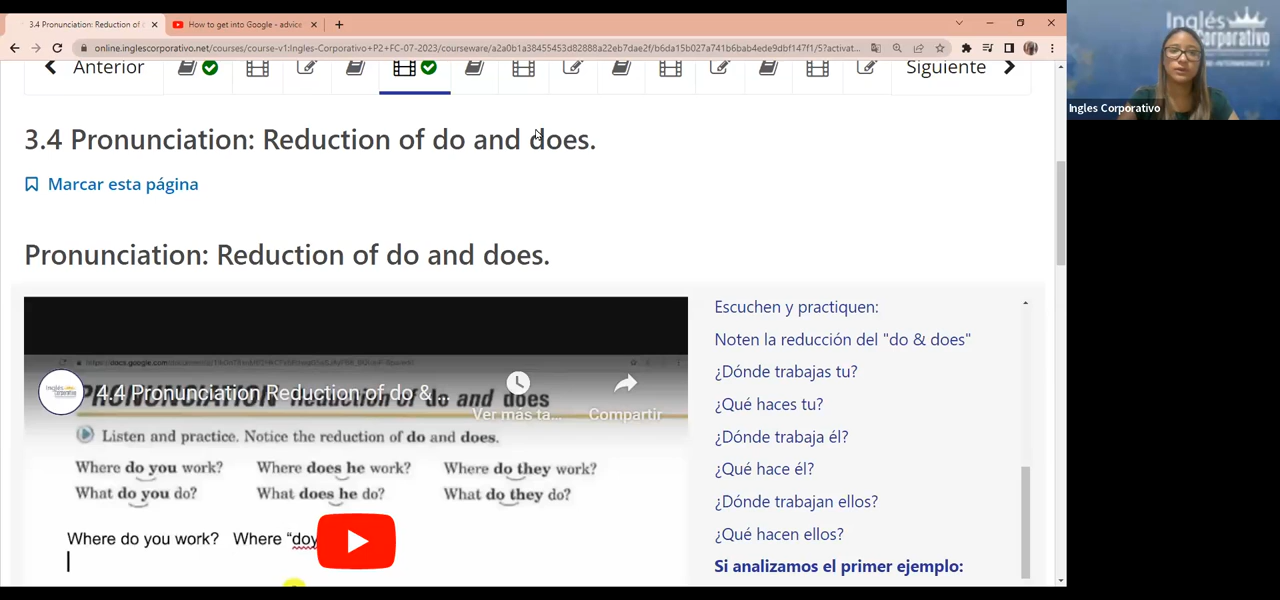 3.4 Pronunciation: Reduction of d
How to get into Google - advice
online.inglescorporativo.net/courses/course-v1:Ingles-Corporativo+P2+FC-07-2023/courseware/a2a0b1a38455453d82888a22eb7dae2f/b6da15b027a741b6bab4ede9dbf147f1/5?activat...
Inglés
Corporativo
Ingles Corporativo
Anterior
Siguiente
3.4 Pronunciation: Reduction of do and does.
Marcar esta página
Pronunciation: Reduction of do and does.
4.4 Pronunciation Reduction of do & ...
PRONUNCIATION Reduction of do and does
Ver más ta...
Compartir
Listen and practice. Notice the reduction of do and does.
Where do you work? Where does he work? Where do they work?
What do you do? What does he do? What do they do?
Where do you work? Where “doy
Escuchen y practiquen:
Noten la reducción del "do & does"
¿Dónde trabajas tu?
¿Qué haces tu?
¿Dónde trabaja él?
¿Qué hace él?
¿Dónde trabajan ellos?
¿Qué hacen ellos?
Si analizamos el primer ejemplo: